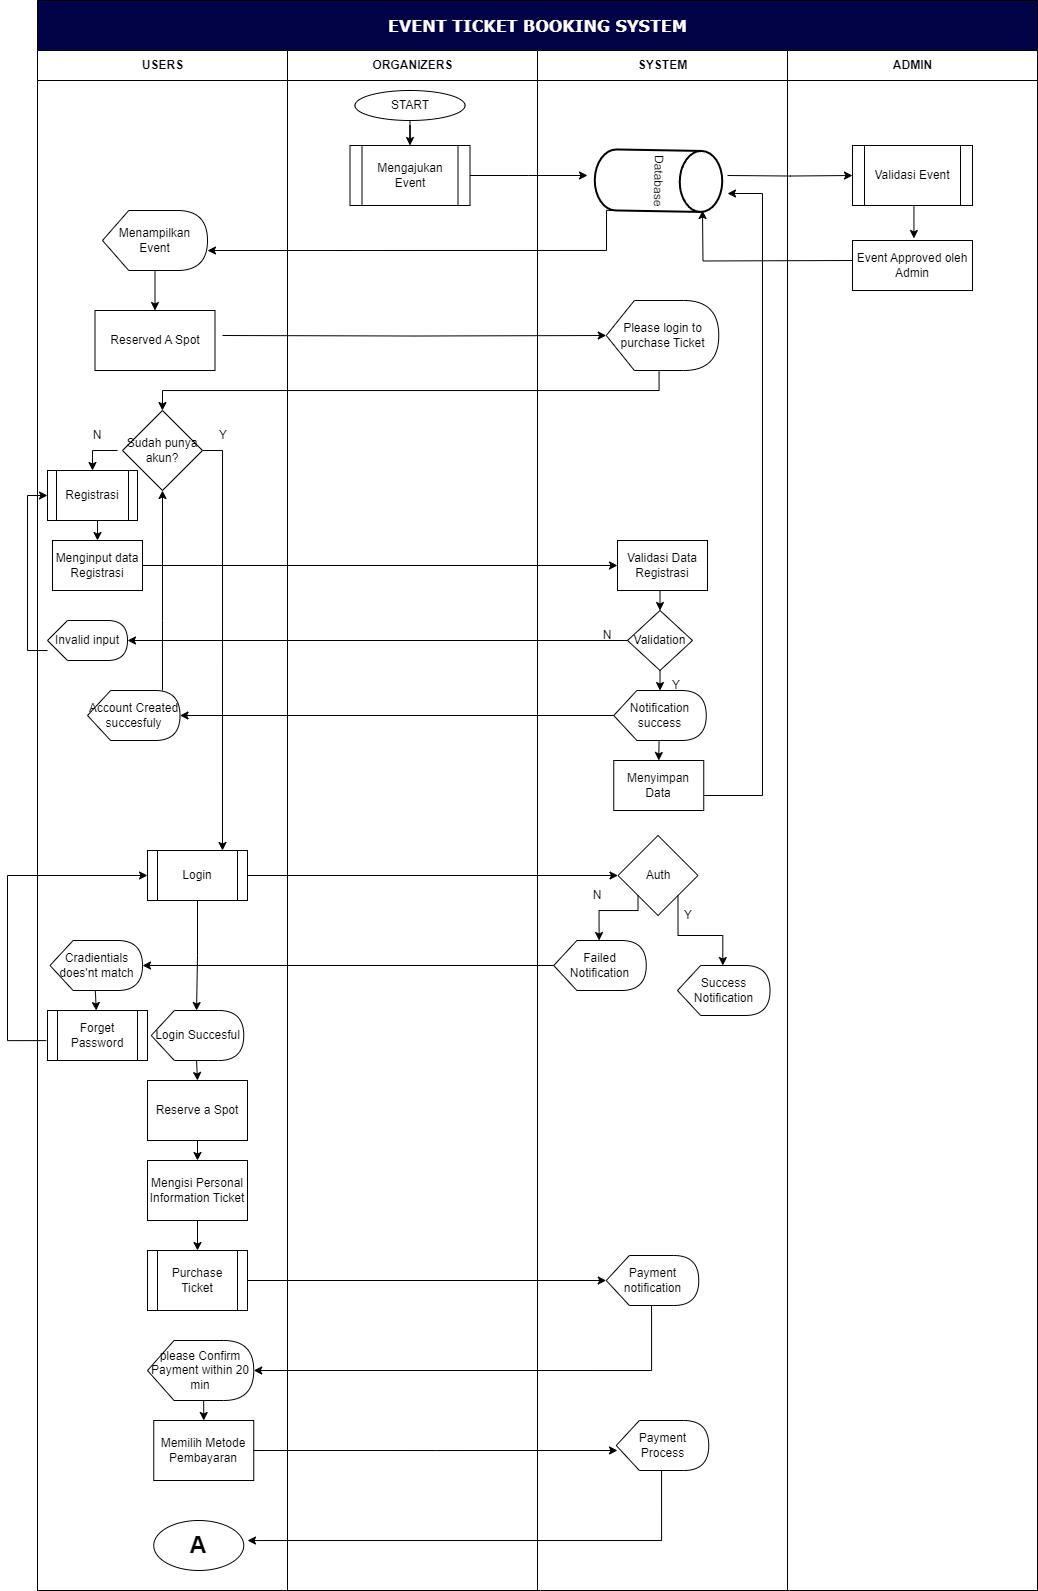 EVENT TICKET BOOKING SYSTEM
USERS
ORGANIZERS
SYSTEM
ADMIN
START
Mengajukan
Event
Database
Validasi Event
Menampilkan
Event
Event Approved oleh
Admin
Reserved A Spot
Please login to
purchase Ticket
N
Sudah punya
akun?
Y
Registrasi
Menginput data
Registrasi
Validasi Data
Registrasi
Invalid input
N
Validation
Y
Account Created
succesfuly
Notification
success
Menyimpan
Data
Login
Auth
N
Y
Cradientials
does'nt match
Failed
Notification
Success
Notification
Forget
Password
Login Succesful
Reserve a Spot
Mengisi Personal
Information Ticket
Purchase
Ticket
Payment
notification
please Confirm
Payment within 20
min
Memilih Metode
Pembayaran
Payment
Process
A